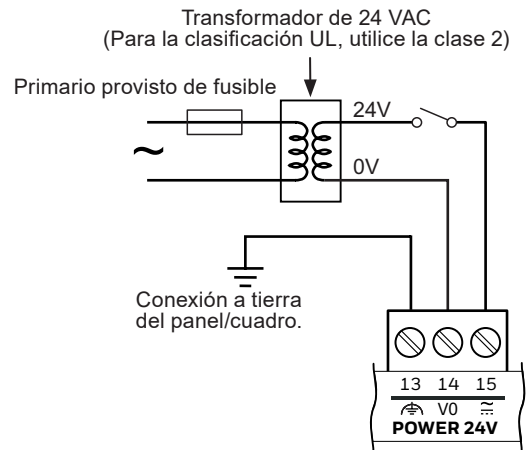 Transformador de 24 VAC
(Para la clasificación UL, utilice la clase 2)
Primario provisto de fusible
24V
0V
Conexión a tierra
del panel/cuadro.
13 14 15
V0
POWER 24V